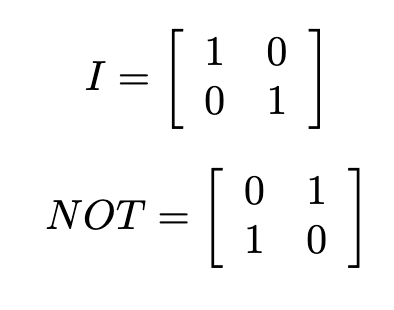 I = [ 1 0
0 1 ]
NOT = [ 0 1
1 0 ]